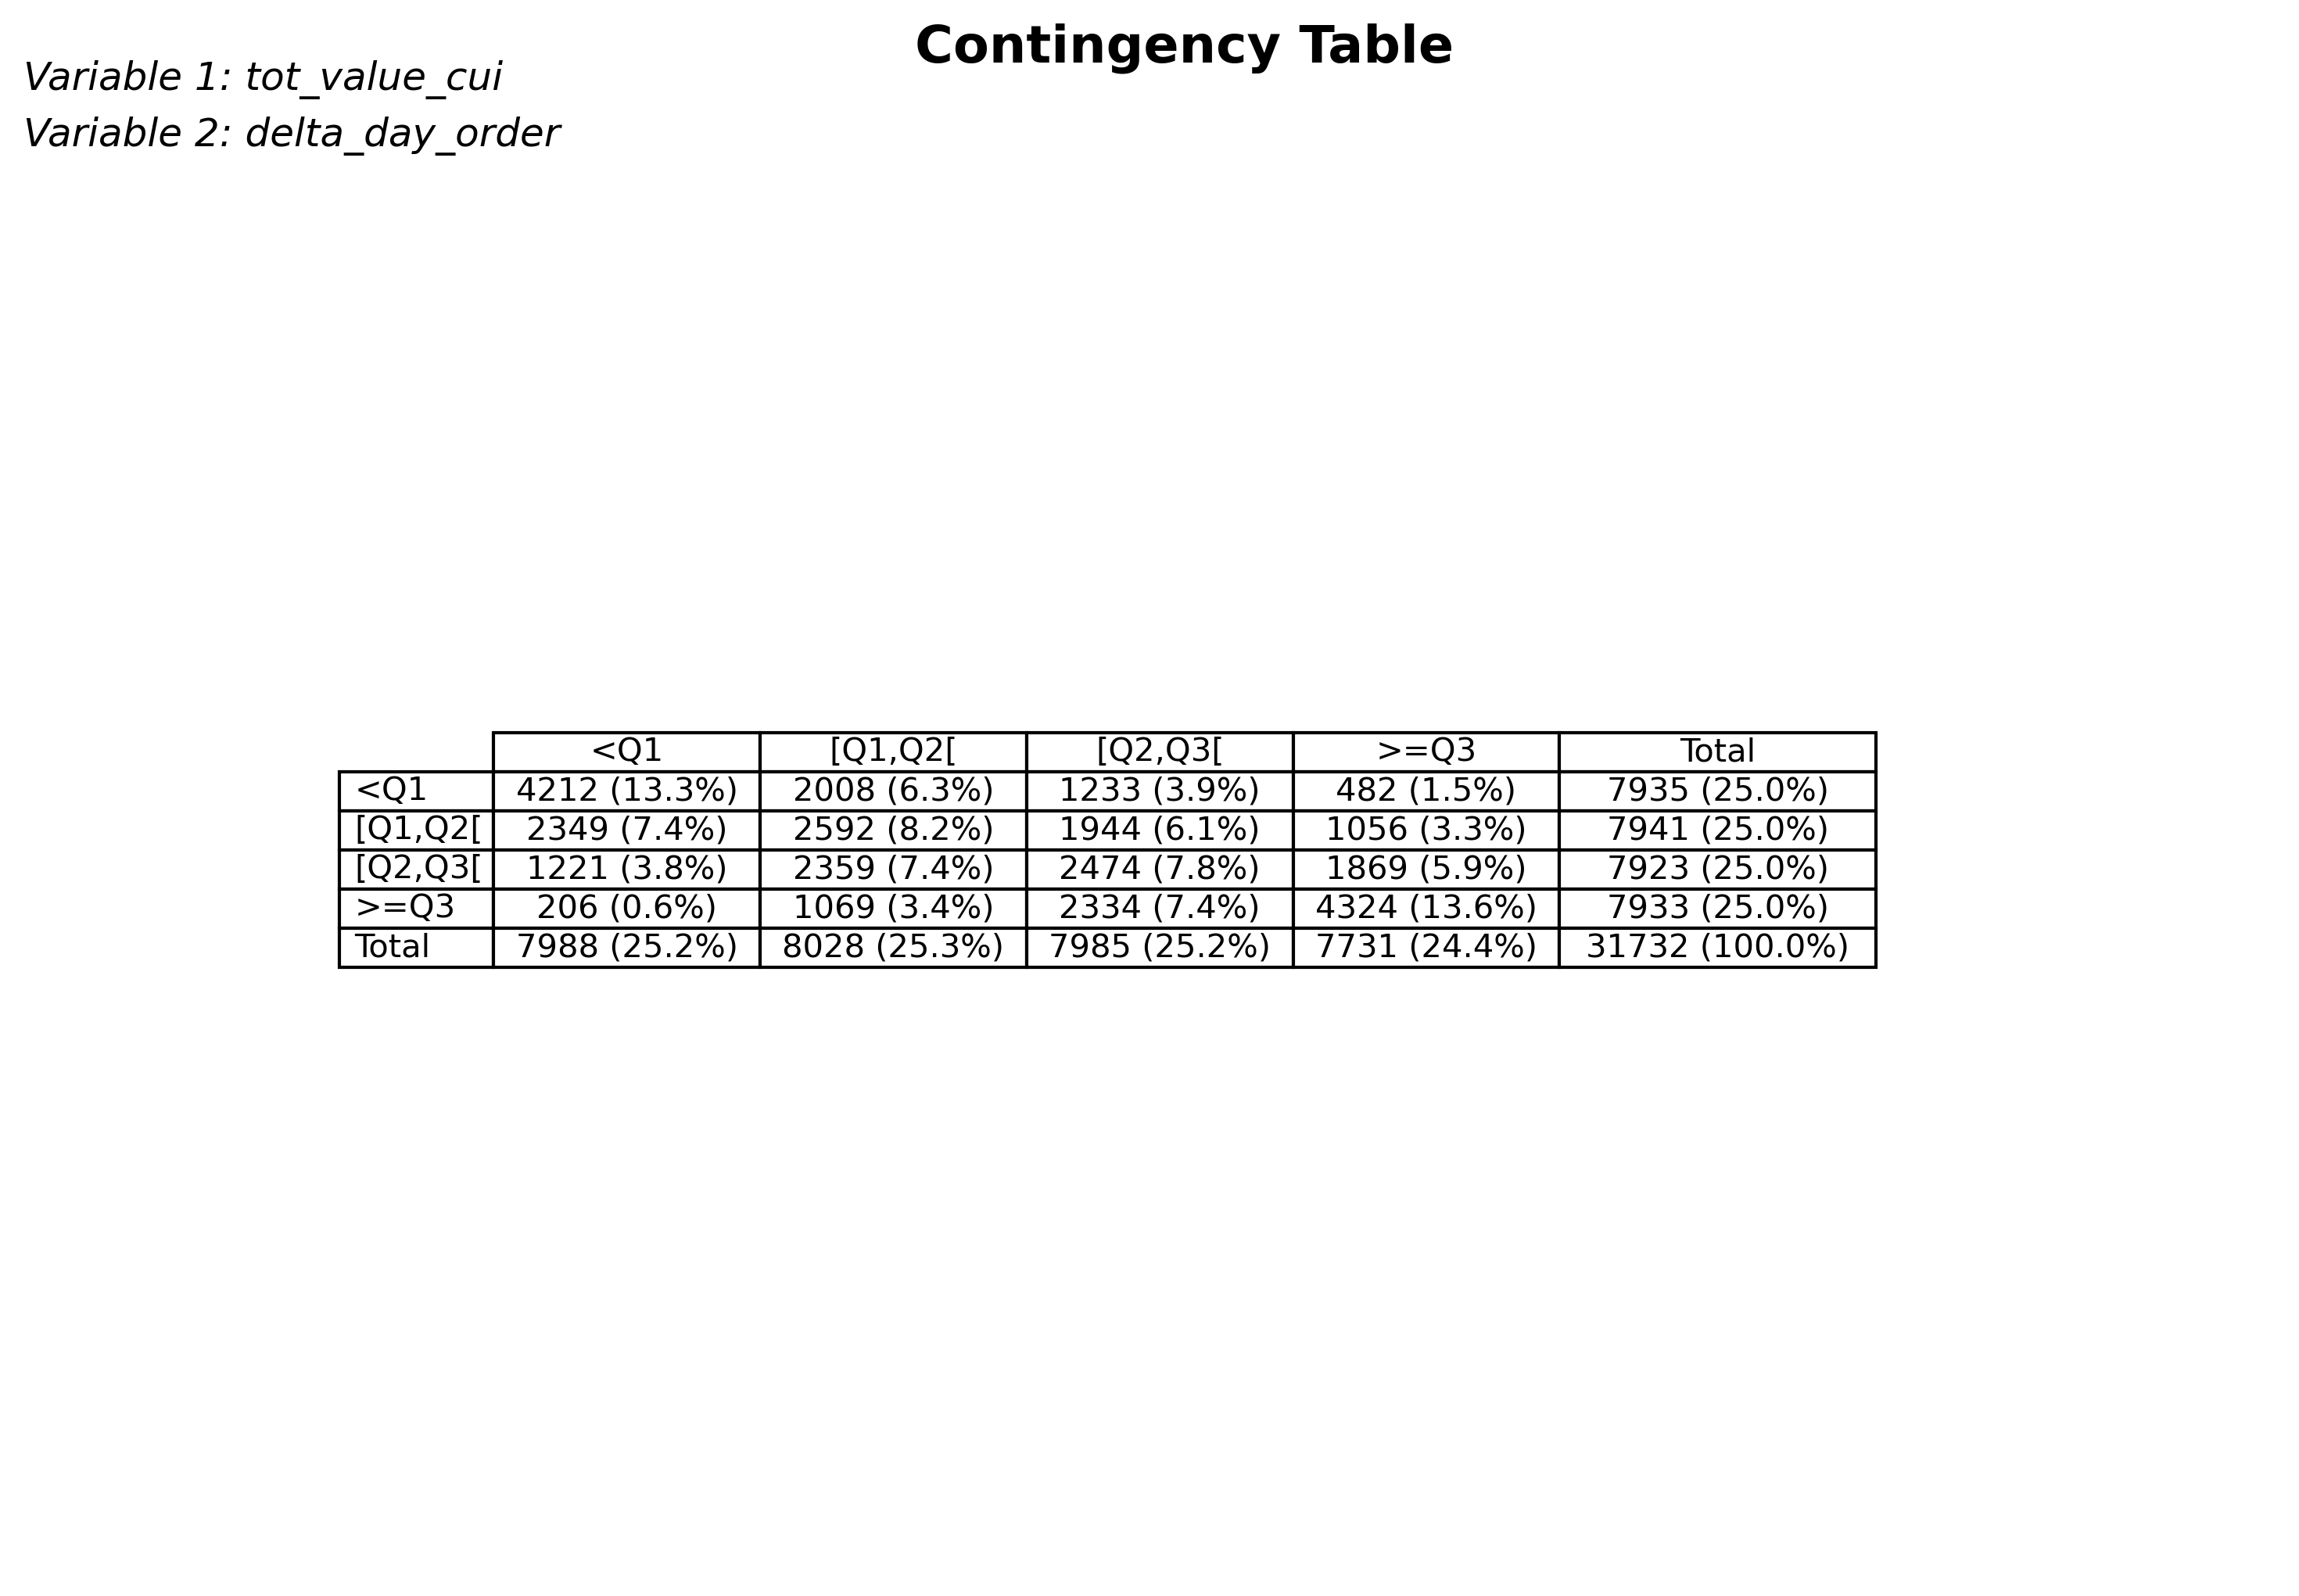 Contingency Table
Variable 1: tot_value_cui
Variable 2: delta_day_order
<Q1 [Q1,Q2[ [Q2,Q3[ >=Q3 Total
<Q1 4212 (13.3%) 2008 (6.3%) 1233 (3.9%) 482 (1.5%) 7935 (25.0%)
[Q1,Q2[ 2349 (7.4%) 2592 (8.2%) 1944 (6.1%) 1056 (3.3%) 7941 (25.0%)
[Q2,Q3[ 1221 (3.8%) 2359 (7.4%) 2474 (7.8%) 1869 (5.9%) 7923 (25.0%)
>=Q3 206 (0.6%) 1069 (3.4%) 2334 (7.4%) 4324 (13.6%) 7933 (25.0%)
Total 7988 (25.2%) 8028 (25.3%) 7985 (25.2%) 7731 (24.4%) 31732 (100.0%)